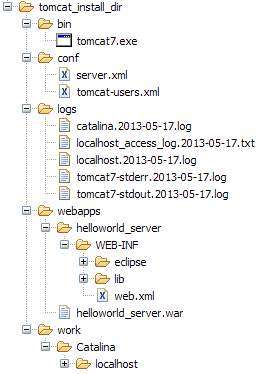 tomcat_install_dir
bin
tomcat7.exe
conf
server.xml
tomcat-users.xml
logs
catalina.2013-05-17.log
localhost_access_log.2013-05-17.txt
localhost.2013-05-17.log
tomcat7-stderr.2013-05-17.log
tomcat7-stdout.2013-05-17.log
webapps
helloworld_server
WEB-INF
eclipse
lib
web.xml
helloworld_server.war
work
Catalina
localhost